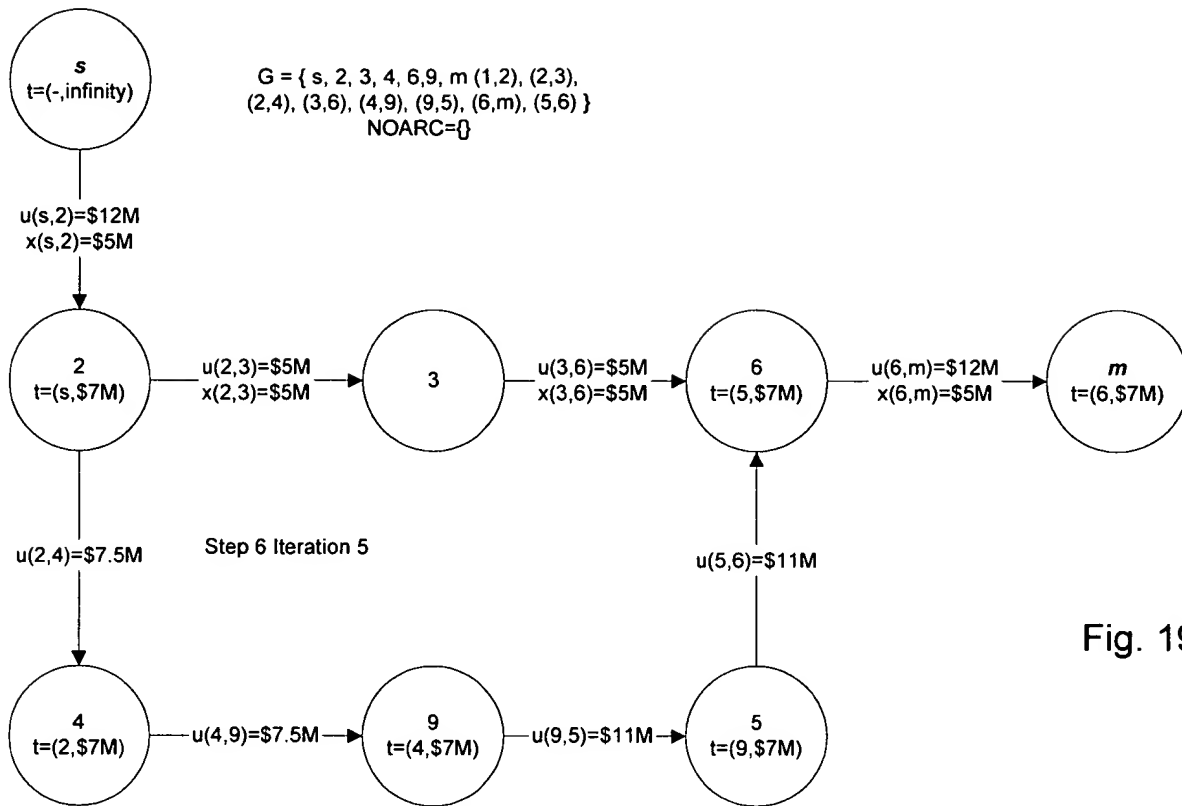 s
t=(-,infinity)
G = { s, 2, 3, 4, 6,9, m (1,2), (2,3),
(2,4), (3,6), (4,9), (9,5), (6,m), (5,6) }
NOARC={}
u(s,2)=$12M
x(s,2)=$5M
2
t=(s,$7M)
u(2,3)=$5M
x(2,3)=$5M
3
u(3,6)=$5M
x(3,6)=$5M
6
t=(5,$7M)
u(6,m)=$12M
x(6,m)=$5M
m
t=(6,$7M)
u(2,4)=$7.5M
Step 6 Iteration 5
u(5,6)=$11M
Fig. 19
4
t=(2,$7M)
u(4,9)=$7.5M
9
t=(4,$7M)
u(9,5)=$11M
5
t=(9,$7M)